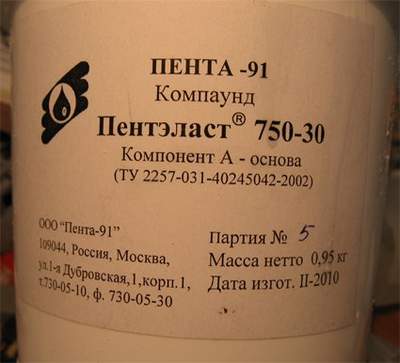 ПЕНТА -91
Компаунд
Пентэласт® 750-30
Компонент А - основа
(ТУ 2257-031-40245042-2002)
ООО "Пента-91"
109044, Россия, Москва,
ул.1-я Дубровская,1,корп.1,
т.730-05-10, ф. 730-05-30
Партия № 5
Масса нетто 0,95 кг
Дата изгот. II-2010